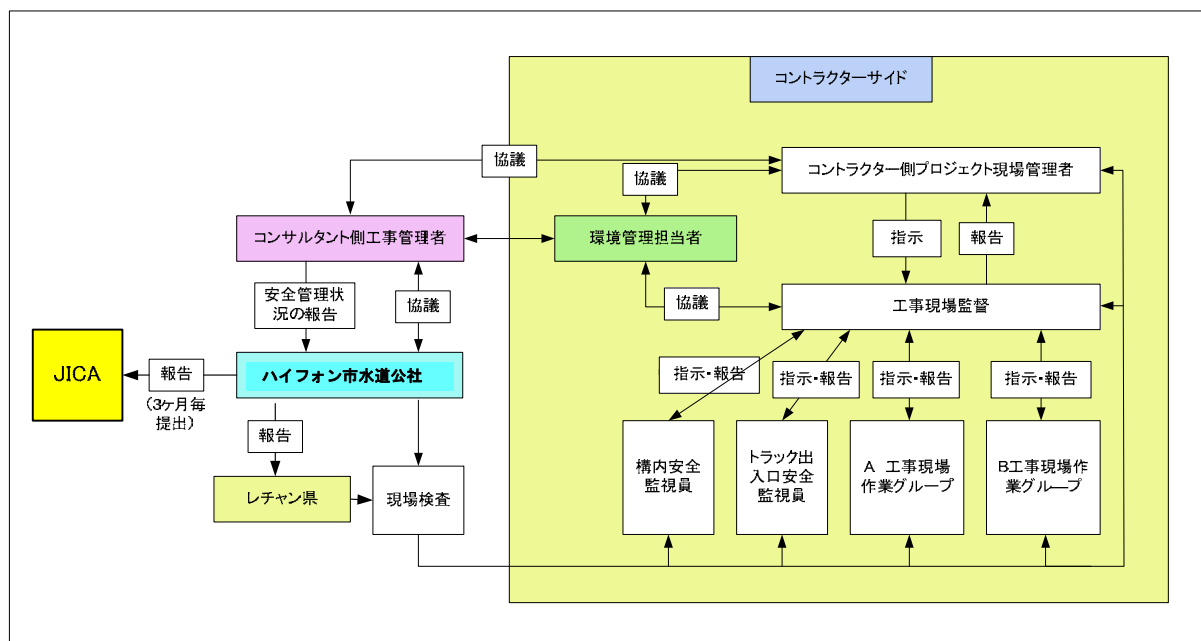 コントラクターサイド
協議
コントラクター側プロジェクト現場管理者
協議
コンサルタント側工事管理者
環境管理担当者
指示
報告
安全管理状
況の報告
協議
協議
工事現場監督
JICA
報告
(3ヶ月毎
提出)
ハイフォン市水道公社
指示・報告
指示・報告
指示・報告
指示・報告
報告
構内安全
監視員
トラック出
入口安全
監視員
A 工事現場
作業グループ
B工事現場作
業グループ
レチャン県
現場検査